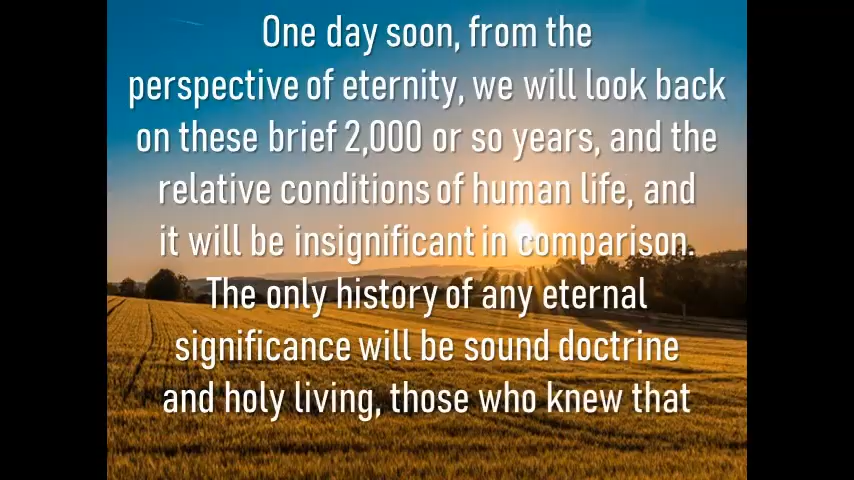 One day soon, from the
perspective of eternity, we will look back
on these brief 2,000 or so years, and the
relative conditions of human life, and
it will be insignificant in comparison.
The only history of any eternal
significance will be sound doctrine
and holy living, those who knew that